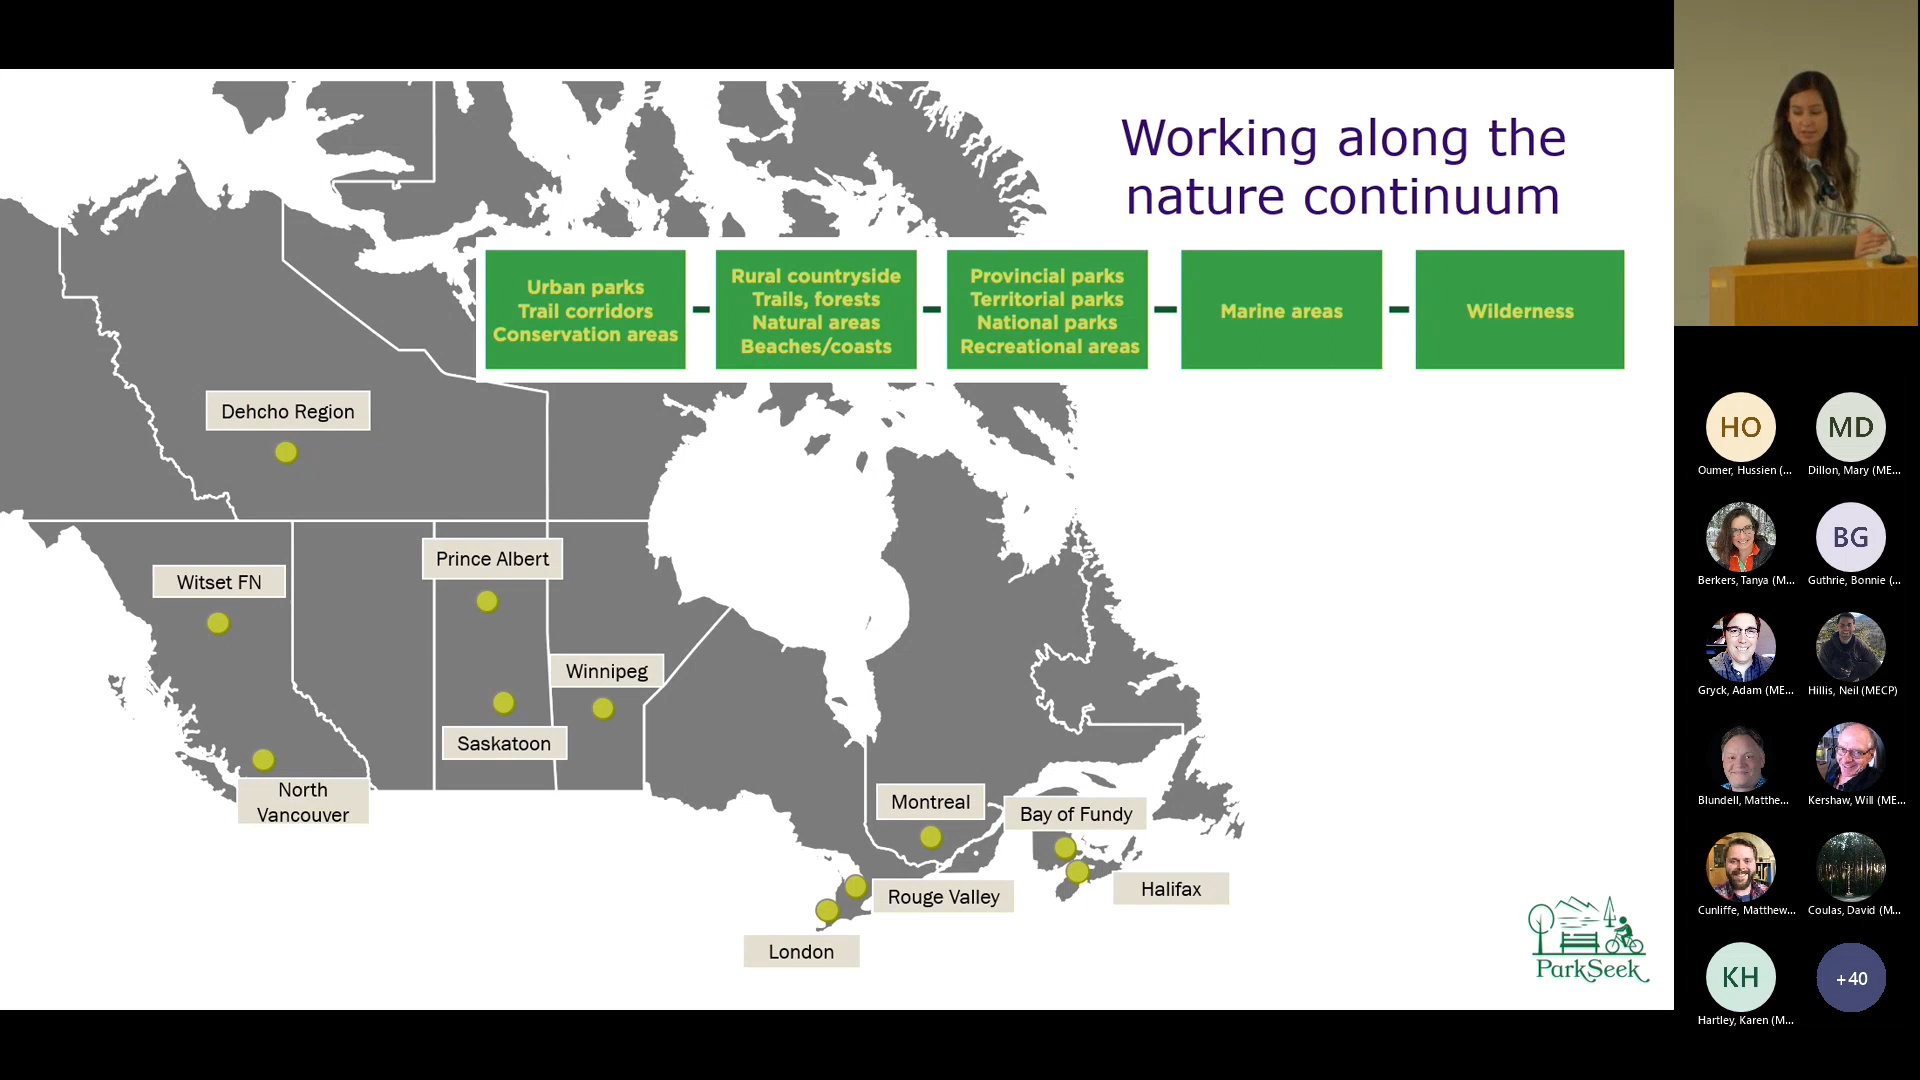 Working along the
nature continuum
Urban parks
Trail corridors
Conservation areas
Rural countryside
Trails, forests
Natural areas
Beaches/coasts
Provincial parks
Territorial parks
National parks
Recreational areas
Marine areas
Wilderness
Dehcho Region
Prince Albert
Witset FN
Winnipeg
Saskatoon
North
Vancouver
Montreal
Bay of Fundy
Rouge Valley
Halifax
London
ParkSeek
HO
MD
Oumer, Hussien (...
Dillon, Mary (ME...
BG
Berkers, Tanya (M...
Guthrie, Bonnie (...
Gryck, Adam (ME...
Hillis, Neil (MECP)
Blundell, Matthe...
Kershaw, Will (ME...
Cunliffe, Matthew...
Coulas, David (M...
KH
+40
Hartley, Karen (M...